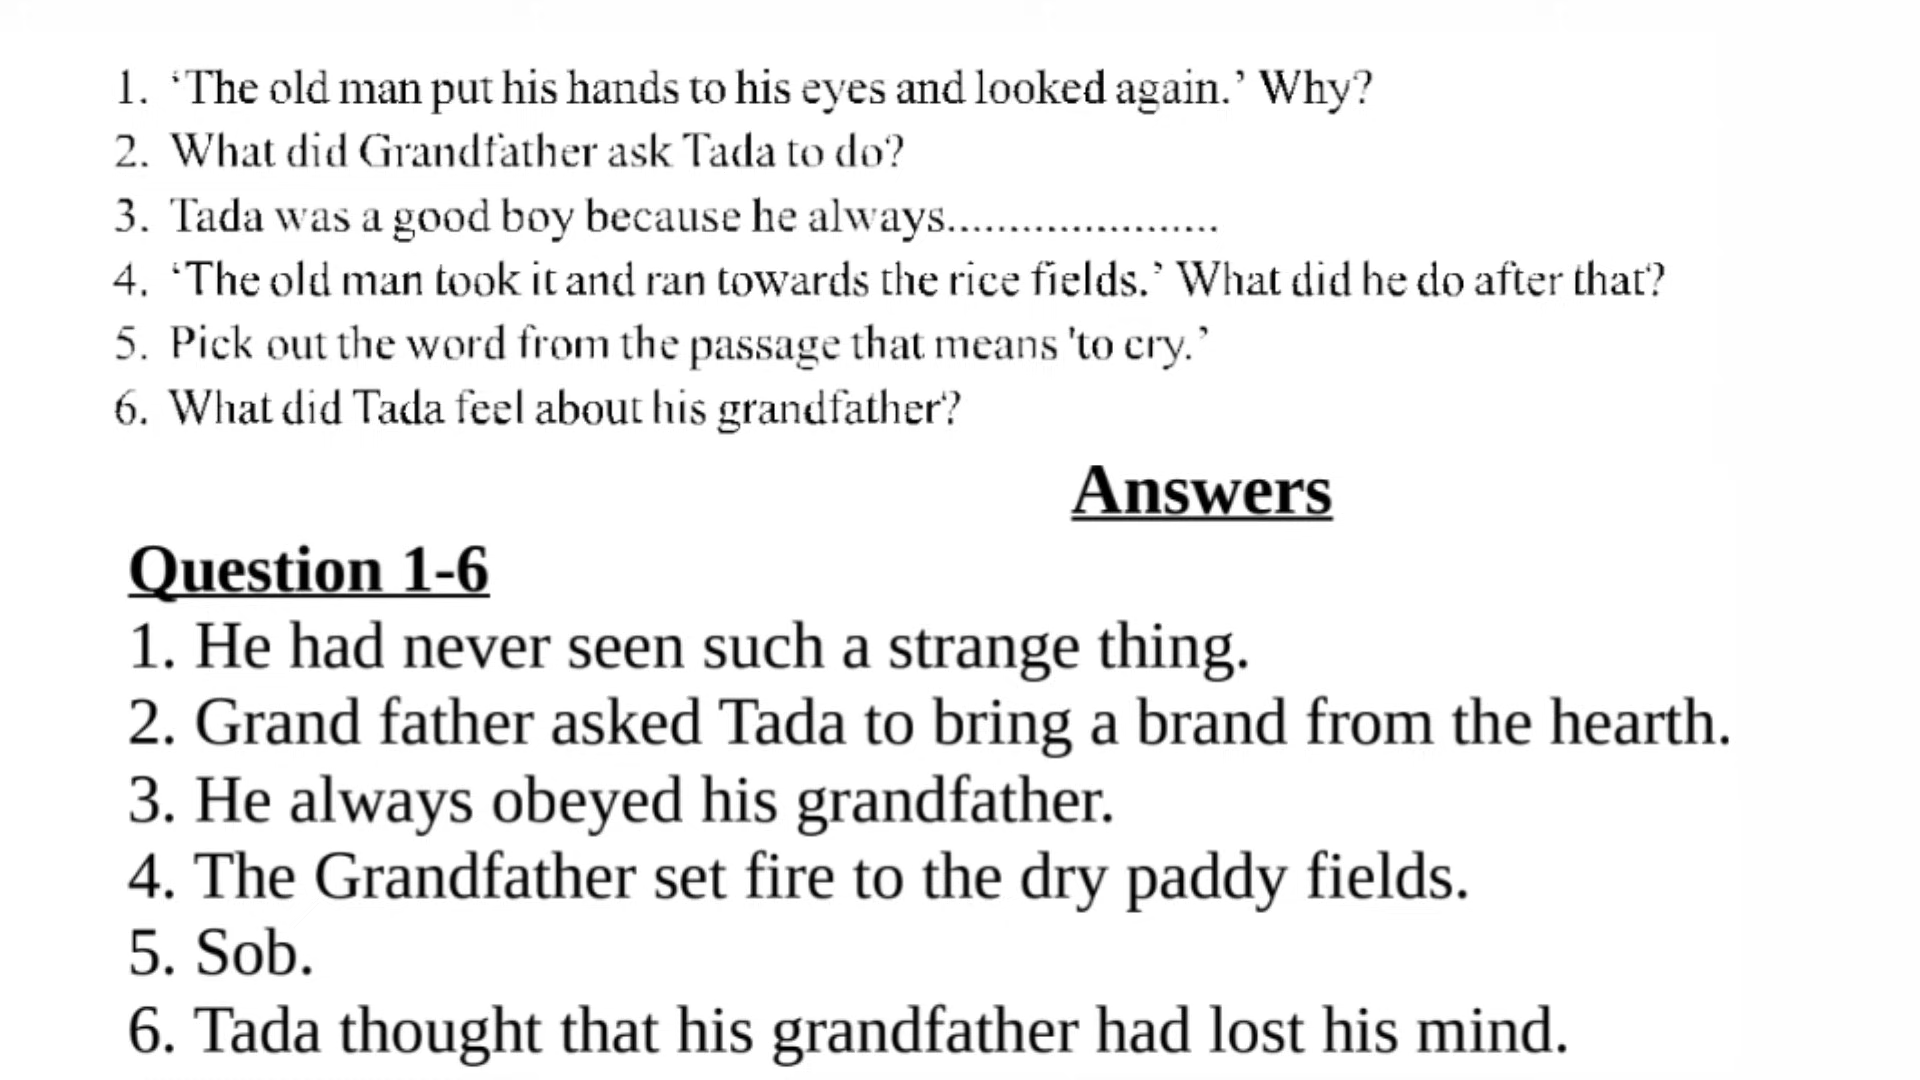 1. ‘The old man put his hands to his eyes and looked again.’ Why?
2. What did Grandfather ask Tada to do?
3. Tada was a good boy because he always......................
4. ‘The old man took it and ran towards the rice fields.’ What did he do after that?
5. Pick out the word from the passage that means 'to cry.’
6. What did Tada feel about his grandfather?
Answers
Question 1-6
1. He had never seen such a strange thing.
2. Grand father asked Tada to bring a brand from the hearth.
3. He always obeyed his grandfather.
4. The Grandfather set fire to the dry paddy fields.
5. Sob.
6. Tada thought that his grandfather had lost his mind.